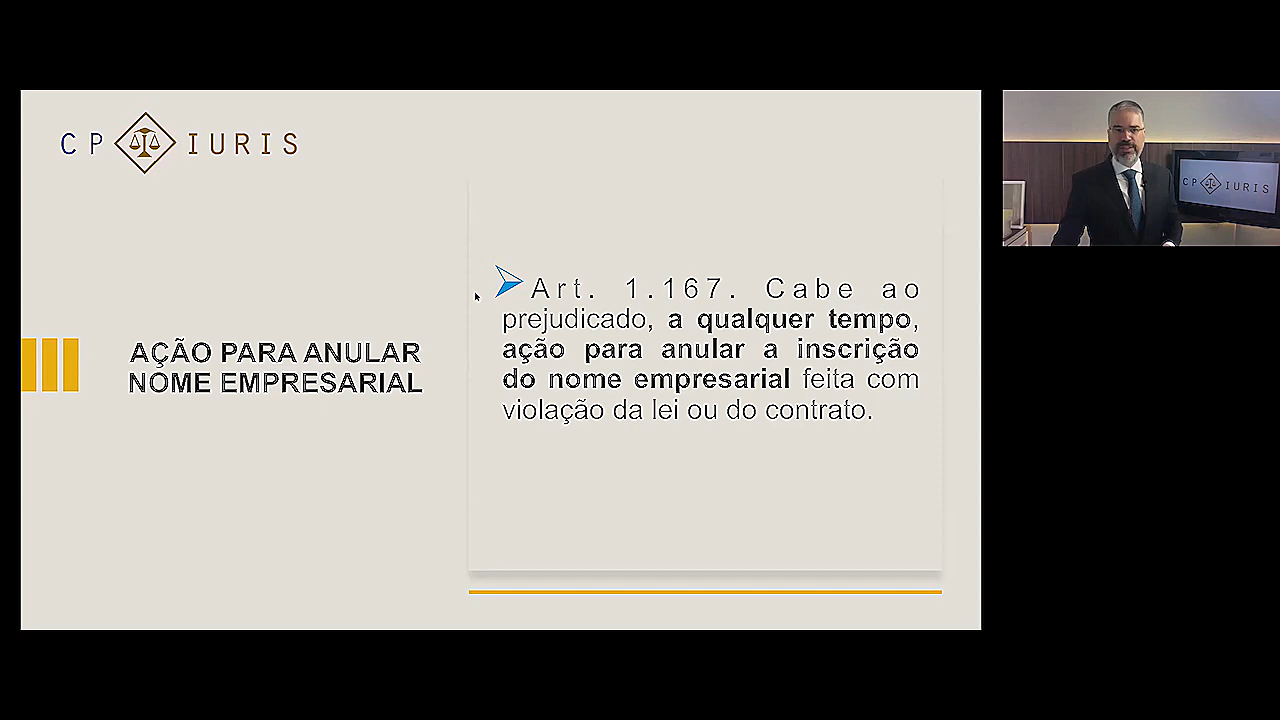 CP IURIS
AÇÃO PARA ANULAR
NOME EMPRESARIAL
Art. 1.167. Cabe ao
prejudicado, a qualquer tempo,
ação para anular a inscrição
do nome empresarial feita com
violação da lei ou do contrato.
CP IURIS